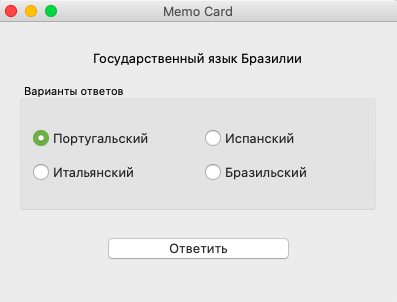 Memo Card
Государственный язык Бразилии
Варианты ответов
Португальский Испанский
Итальянский Бразильский
Ответить